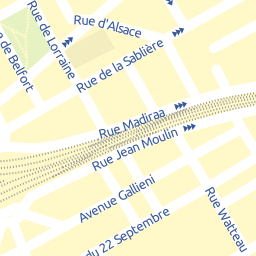 Rue d'Alsace
Rue de Lorraine
de Belfort
Rue de la Sablière
Rue Madiraa
Rue Jean Moulin
Avenue Gallieni
Rue Watteau
du 22 Septembre